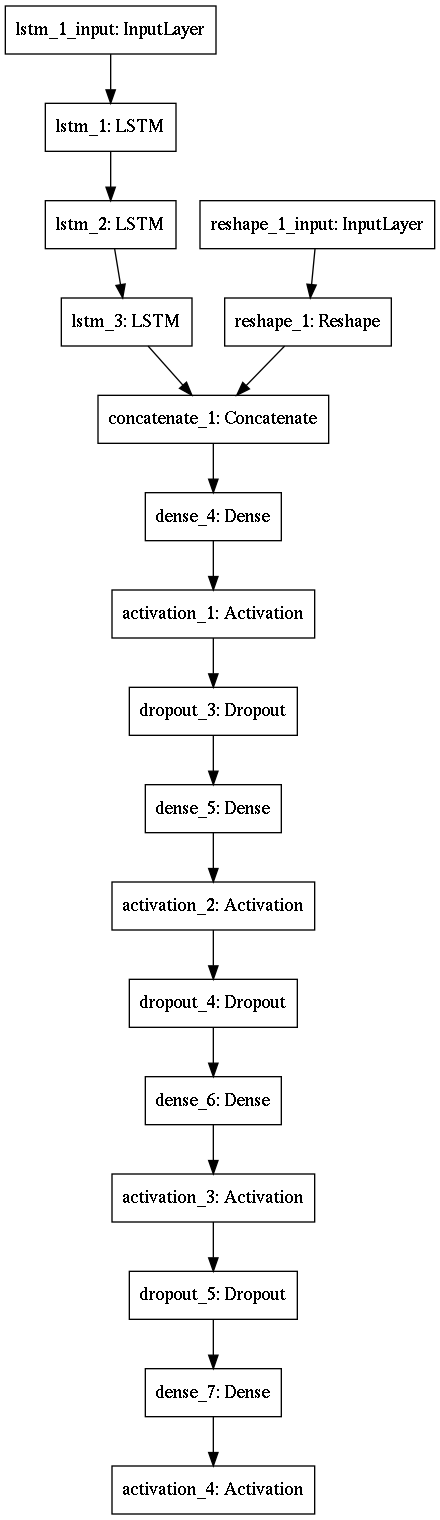 lstm_1_input: InputLayer
lstm_1: LSTM
lstm_2: LSTM
reshape_1_input: InputLayer
lstm_3: LSTM
reshape_1: Reshape
concatenate_1: Concatenate
dense_4: Dense
activation_1: Activation
dropout_3: Dropout
dense_5: Dense
activation_2: Activation
dropout_4: Dropout
dense_6: Dense
activation_3: Activation
dropout_5: Dropout
dense_7: Dense
activation_4: Activation